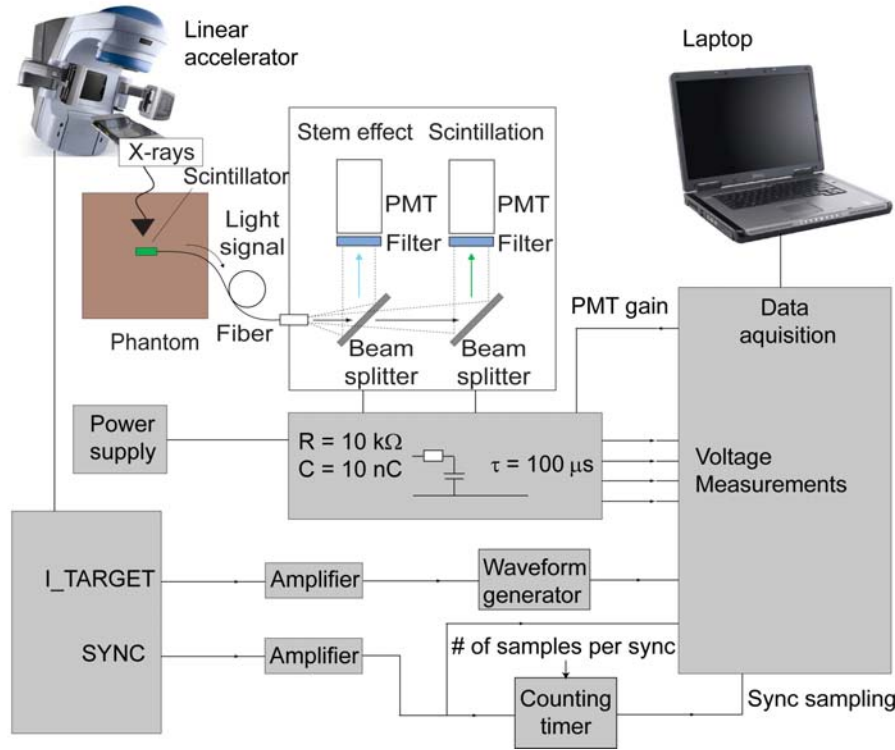 Linear
accelerator
Laptop
X-rays
Scintillator
Light
signal
Phantom
Fiber
Stem effect
Scintillation
PMT
PMT
Filter
Filter
Beam
splitter
Beam
splitter
PMT gain
Data
aquisition
Power
supply
R = 10 kΩ
C = 10 nC
τ = 100 μs
Voltage
Measurements
I_TARGET
Amplifier
Waveform
generator
SYNC
Amplifier
# of samples per sync
Counting
timer
Sync sampling